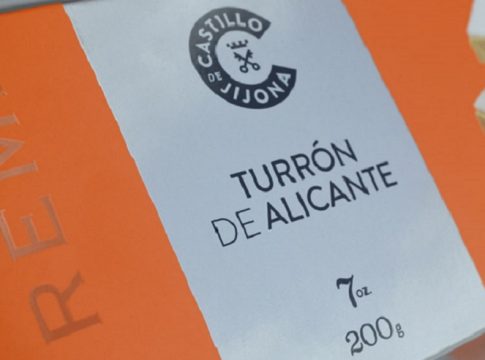 CASTILLO
DE
JIJONA
TURRÓN
DE ALICANTE
7oz.
200g